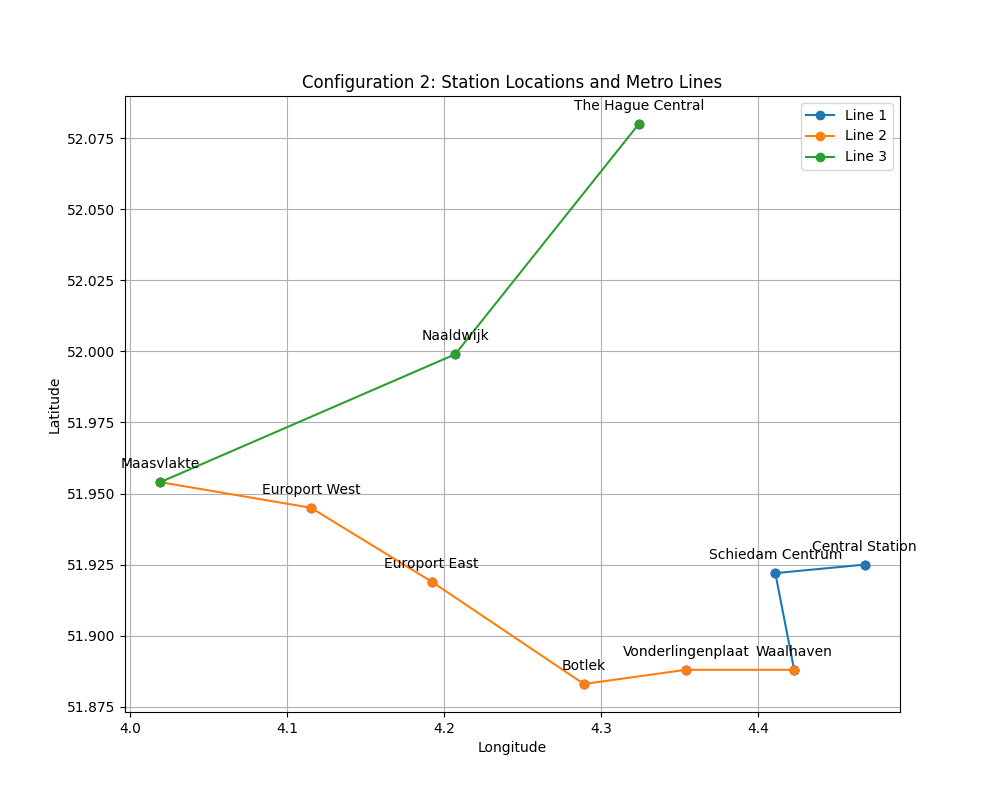 Configuration 2: Station Locations and Metro Lines
The Hague Central
Line 1
Line 2
Line 3
52.075
52.050
52.025
52.000
51.975
51.950
51.925
51.900
51.875
Latitude
Naaldwijk
Maasvlakte
Europort West
Europort East
Central Station
Schiedam Centrum
Botlek
Vonderlingenplaat
Waalhaven
4.0
4.1
4.2
4.3
4.4
Longitude